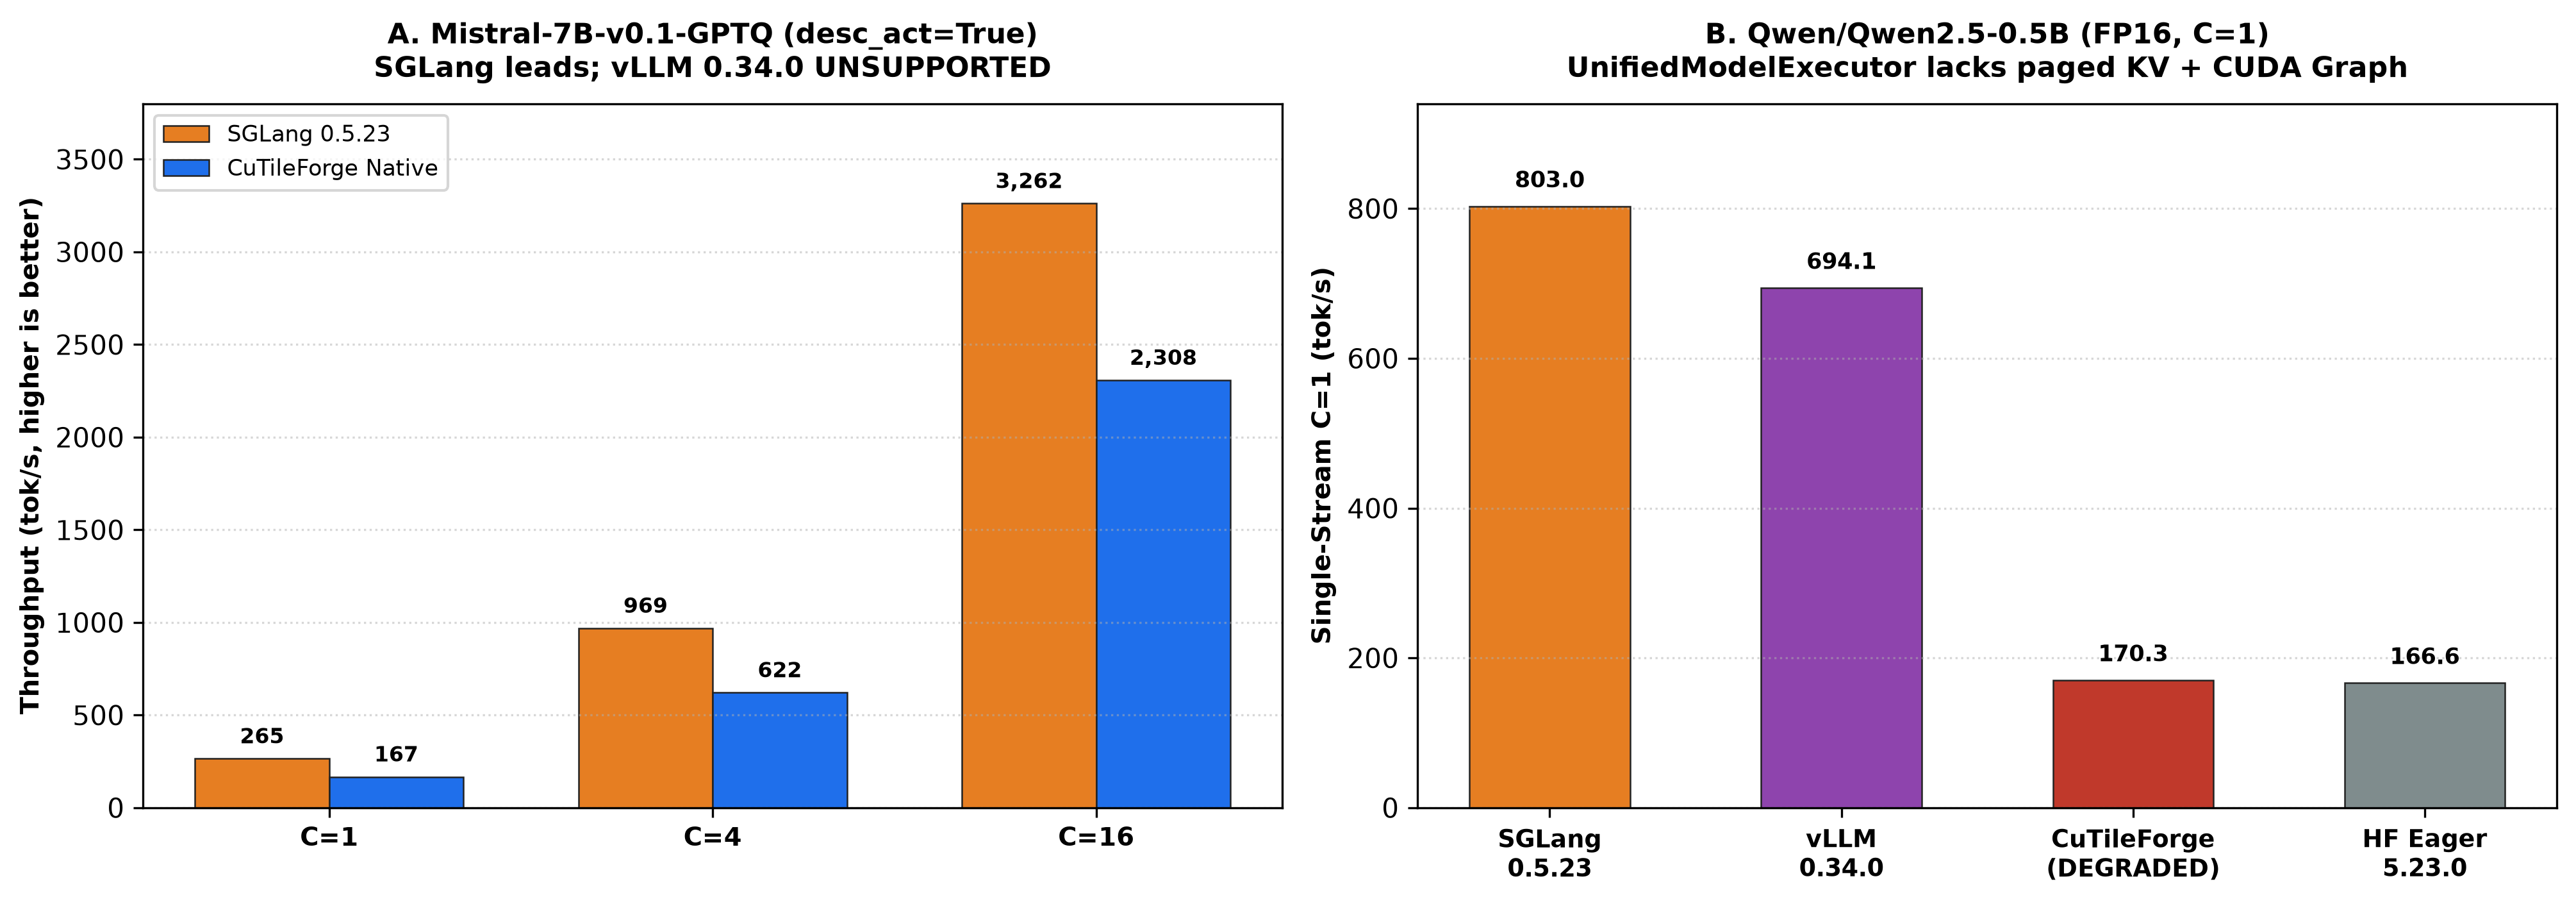 A. Mistral-7B-v0.1-GPTQ (desc_act=True)
SGLang leads; vLLM 0.34.0 UNSUPPORTED
Throughput (tok/s, higher is better)
3500
3000
2500
2000
1500
1000
500
0
SGLang 0.5.23
CuTileForge Native
265
167
969
622
3,262
2,308
C=1
C=4
C=16
B. Qwen/Qwen2.5-0.5B (FP16, C=1)
UnifiedModelExecutor lacks paged KV + CUDA Graph
Single-Stream C=1 (tok/s)
800
600
400
200
0
803.0
694.1
170.3
166.6
SGLang
0.5.23
vLLM
0.34.0
CuTileForge
(DEGRADED)
HF Eager
5.23.0